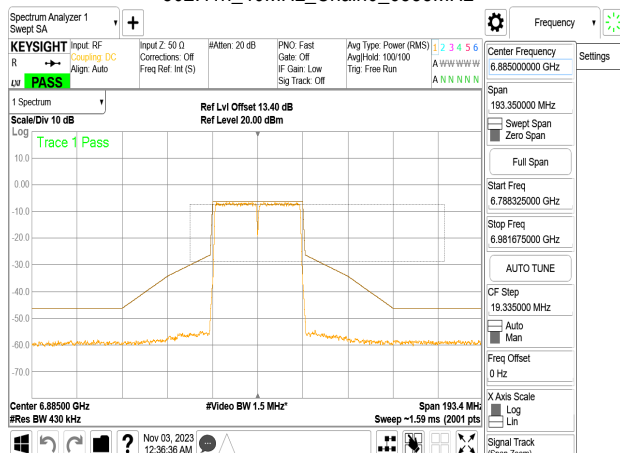 Spectrum Analyzer 1
Swept SA
Frequency
KEYSIGHT
Input: RF
Coupling: DC
Align: Auto
Input Z: 50 Ω
Corrections: Off
Freq Ref: Int (S)
#Atten: 20 dB
PNO: Fast
Gate: Off
IF Gain: Low
Sig Track: Off
Avg Type: Power (RMS)
Avg|Hold: 100/100
Trig: Free Run
1 2 3 4 5 6
A W W W W W
A N N N N N
R
LXI
PASS
1 Spectrum
Scale/Div 10 dB
Ref Lvl Offset 13.40 dB
Ref Level 20.00 dBm
Log
Trace 1 Pass
10.0
0.00
-10.0
-20.0
-30.0
-40.0
-50.0
-60.0
-70.0
Center 6.88500 GHz
#Video BW 1.5 MHz*
Span 193.4 MHz
#Res BW 430 kHz
Sweep ~1.59 ms (2001 pts)
Nov 03, 2023
12:36:36 AM
Center Frequency
6.885000000 GHz
Settings
Span
193.350000 MHz
Swept Span
Zero Span
Full Span
Start Freq
6.788325000 GHz
Stop Freq
6.981675000 GHz
AUTO TUNE
CF Step
19.335000 MHz
Auto
Man
Freq Offset
0 Hz
X Axis Scale
Log
Lin
Signal Track